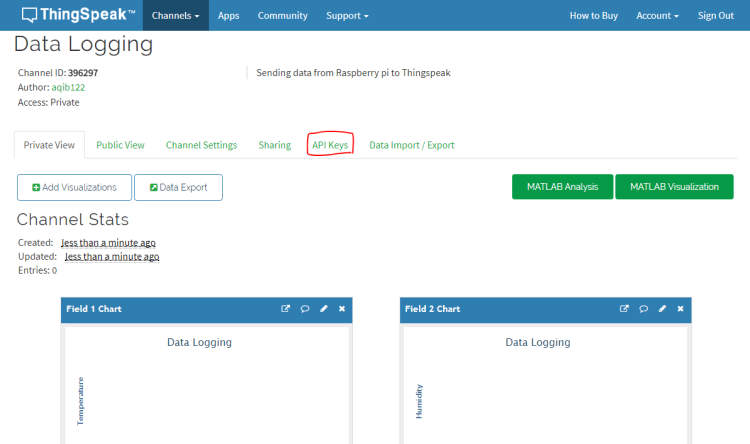 ThingSpeak™ Channels Apps Community Support How to Buy Account Sign Out
Data Logging
Channel ID: 396297
Author: aqib122
Access: Private
Sending data from Raspberry pi to Thingspeak
Private View Public View Channel Settings Sharing API Keys Data Import / Export
Add Visualizations Data Export MATLAB Analysis MATLAB Visualization
Channel Stats
Created: less than a minute ago
Updated: less than a minute ago
Entries: 0
Field 1 Chart
Data Logging
Temperature
Field 2 Chart
Data Logging
Humidity